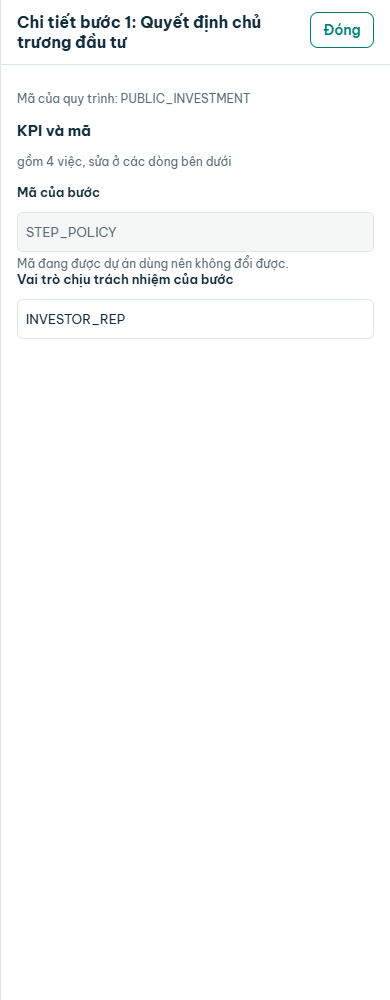 Chi tiết bước 1: Quyết định chủ
trương đầu tư
Đóng
Mã của quy trình: PUBLIC_INVESTMENT
KPI và mã
gồm 4 việc, sửa ở các dòng bên dưới
Mã của bước
STEP_POLICY
Mã đang được dự án dùng nên không đổi được.
Vai trò chịu trách nhiệm của bước
INVESTOR_REP